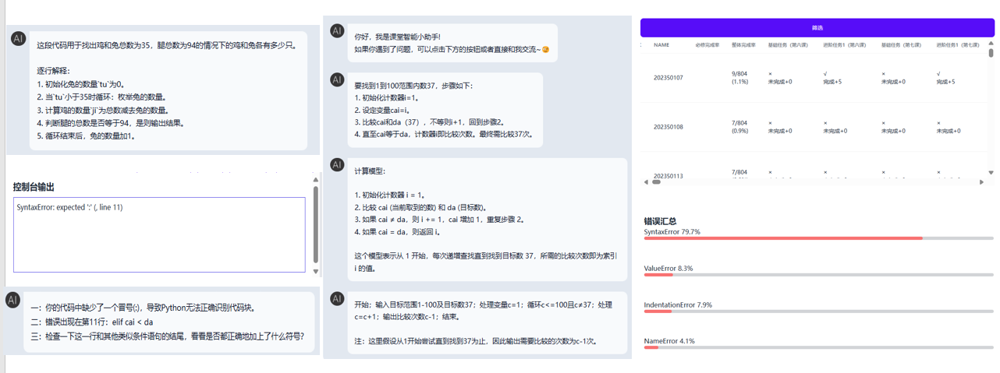 AI
这段代码用于找出鸡和兔总数为35，腿总数为94的情况下的鸡和兔各有多少只。
逐行解释：
1. 初始化兔的数量`tu`为0。
2. 当`tu`小于35时循环：枚举兔的数量。
3. 计算鸡的数量`ji`为总数减去兔的数量。
4. 判断腿的总数是否等于94，是则输出结果。
5. 循环结束后，兔的数量加1。
控制台输出
SyntaxError: expected ':' (, line 11)
AI
一：你的代码中缺少了一个冒号(:)，导致Python无法正确识别代码块。
二：错误出现在第11行：elif cai < da
三：检查一下这一行和其他类似条件语句的结尾，看看是否都正确地加上了什么符号？
AI
你好，我是课堂智能小助手!
如果你遇到了问题，可以点击下方的按钮或者直接和我交流~
AI
要找到1到100范围内数37，步骤如下：
1. 初始化计数器i=1。
2. 设定变量cai=i。
3. 比较cai和da（37），不等则i+1，回到步骤2。
4. 直至cai等于da，计数器i即比较次数。最终需比较37次。
AI
计算模型：
1. 初始化计数器 i = 1。
2. 比较 cai (当前取到的数) 和 da (目标数)。
3. 如果 cai ≠ da，则 i += 1，cai 增加 1，重复步骤 2。
4. 如果 cai = da，则返回 i。
这个模型表示从 1 开始，每次递增查找直到找到目标数 37，所需的比较次数即为索引
i 的值。
AI
开始；输入目标范围1-100及目标数37；处理变量c=1；循环c<=100且c≠37；处理
c=c+1；输出比较次数c-1；结束。
注：这里假设从1开始尝试直到找到37为止，因此输出需要比较的次数为c-1次。
筛选
NAME 必修完成率 整体完成率 基础任务（第六课） 进阶任务1（第六课） 基础任务（第七课） 进阶任务1（第七课）
202350107 9/804 (1.1%) × 未完成+0 √ 完成+5 × 未完成+0 √ 完成+5
202350108 7/804 (0.9%) × 未完成+0 × 未完成+0 × 未完成+0 × 未完成+0
202350113 7/804 × × × ×
错误汇总
SyntaxError 79.7%
ValueError 8.3%
IndentationError 7.9%
NameError 4.1%